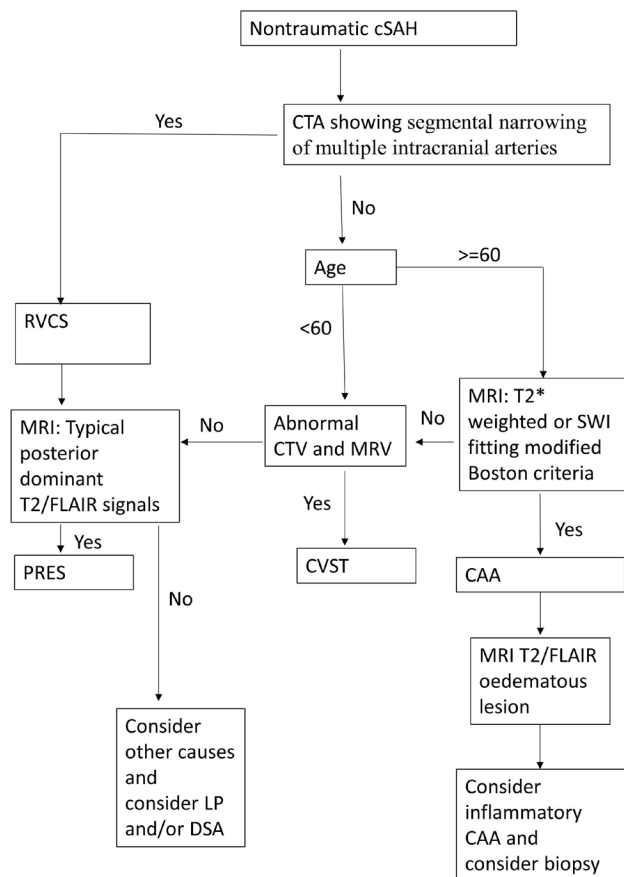 Nontraumatic cSAH
Yes
CTA showing segmental narrowing
of multiple intracranial arteries
No
Age
>=60
<60
RVCS
MRI: Typical
posterior
dominant
T2/FLAIR signals
No
Abnormal
CTV and MRV
No
MRI: T2*
weighted or SWI
fitting modified
Boston criteria
Yes
PRES
No
Yes
CVST
Yes
CAA
MRI T2/FLAIR
oedematous
lesion
Consider
other causes
and
consider LP
and/or DSA
Consider
inflammatory
CAA and
consider biopsy